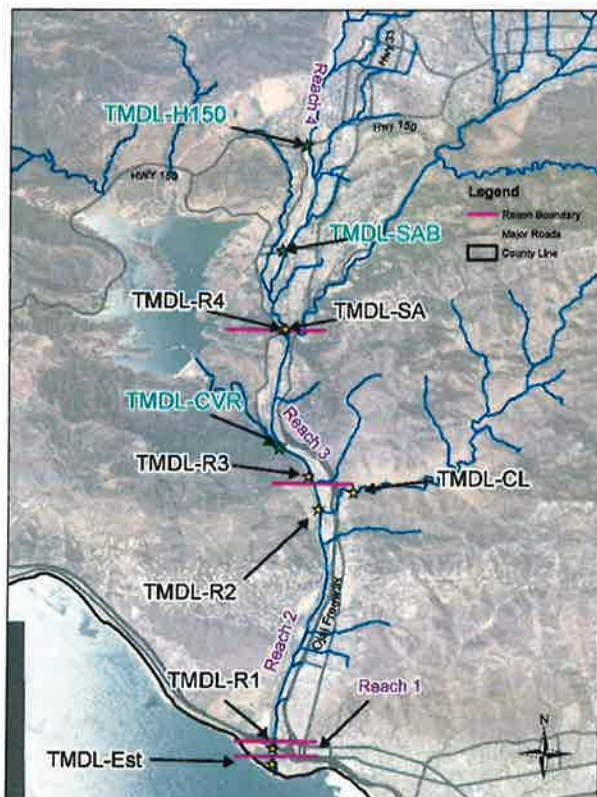 Hwy 33
Reach 4
TMDL-H150
HWY 150
HWY 150
Legend
Reach Boundary
TMDL-SAB
Major Roads
County Line
TMDL-R4
TMDL-SA
TMDL-CVR
Reach 3
TMDL-R3
TMDL-CL
TMDL-R2
Ojai Freeway
Reach 2
TMDL-R1
Reach 1
N
TMDL-Est